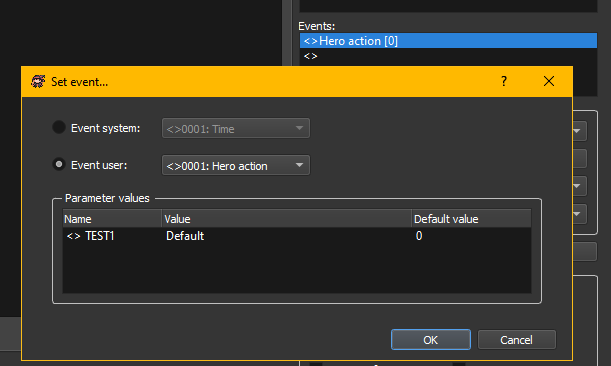 Events:
<>Hero action [0]
<>
Set event...
?
Event system:
<>0001: Time
Event user:
<>0001: Hero action
Parameter values
Name Value Default value
<> TEST1 Default 0
OK Cancel